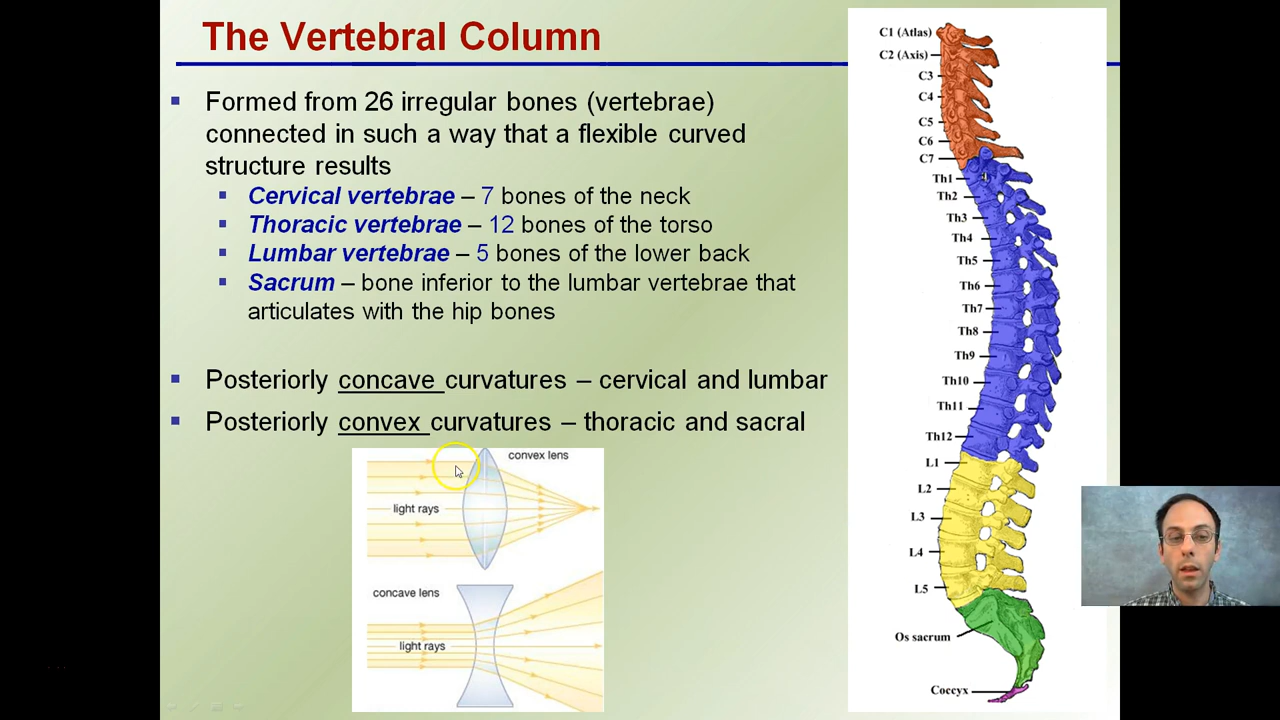 The Vertebral Column
Formed from 26 irregular bones (vertebrae)
connected in such a way that a flexible curved
structure results
Cervical vertebrae – 7 bones of the neck
Thoracic vertebrae – 12 bones of the torso
Lumbar vertebrae – 5 bones of the lower back
Sacrum – bone inferior to the lumbar vertebrae that
articulates with the hip bones
Posteriorly concave curvatures – cervical and lumbar
Posteriorly convex curvatures – thoracic and sacral
convex lens
light rays
concave lens
light rays
C1 (Atlas)
C2 (Axis)
C3
C4
C5
C6
C7
Th1
Th2
Th3
Th4
Th5
Th6
Th7
Th8
Th9
Th10
Th11
Th12
L1
L2
L3
L4
L5
Os sacrum
Coccyx